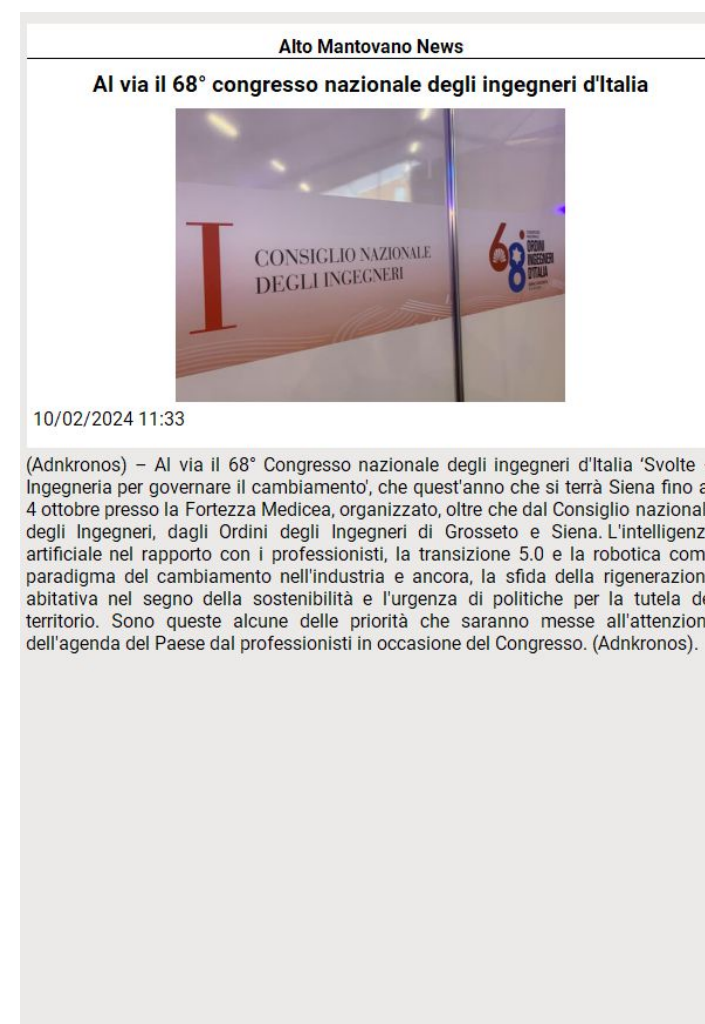 Alto Mantovano News
Al via il 68° congresso nazionale degli ingegneri d'Italia
I
CONSIGLIO NAZIONALE
DEGLI INGEGNERI
68°
ORDINI
INGEGNERI
D'ITALIA
10/02/2024 11:33
(Adnkronos) – Al via il 68° Congresso nazionale degli ingegneri d'Italia ‘Svolte -
Ingegneria per governare il cambiamento', che quest'anno che si terrà Siena fino a
4 ottobre presso la Fortezza Medicea, organizzato, oltre che dal Consiglio nazional
degli Ingegneri, dagli Ordini degli Ingegneri di Grosseto e Siena. L'intelligenz
artificiale nel rapporto con i professionisti, la transizione 5.0 e la robotica com
paradigma del cambiamento nell'industria e ancora, la sfida della rigenerazion
abitativa nel segno della sostenibilità e l'urgenza di politiche per la tutela de
territorio. Sono queste alcune delle priorità che saranno messe all'attenzion
dell'agenda del Paese dal professionisti in occasione del Congresso. (Adnkronos).